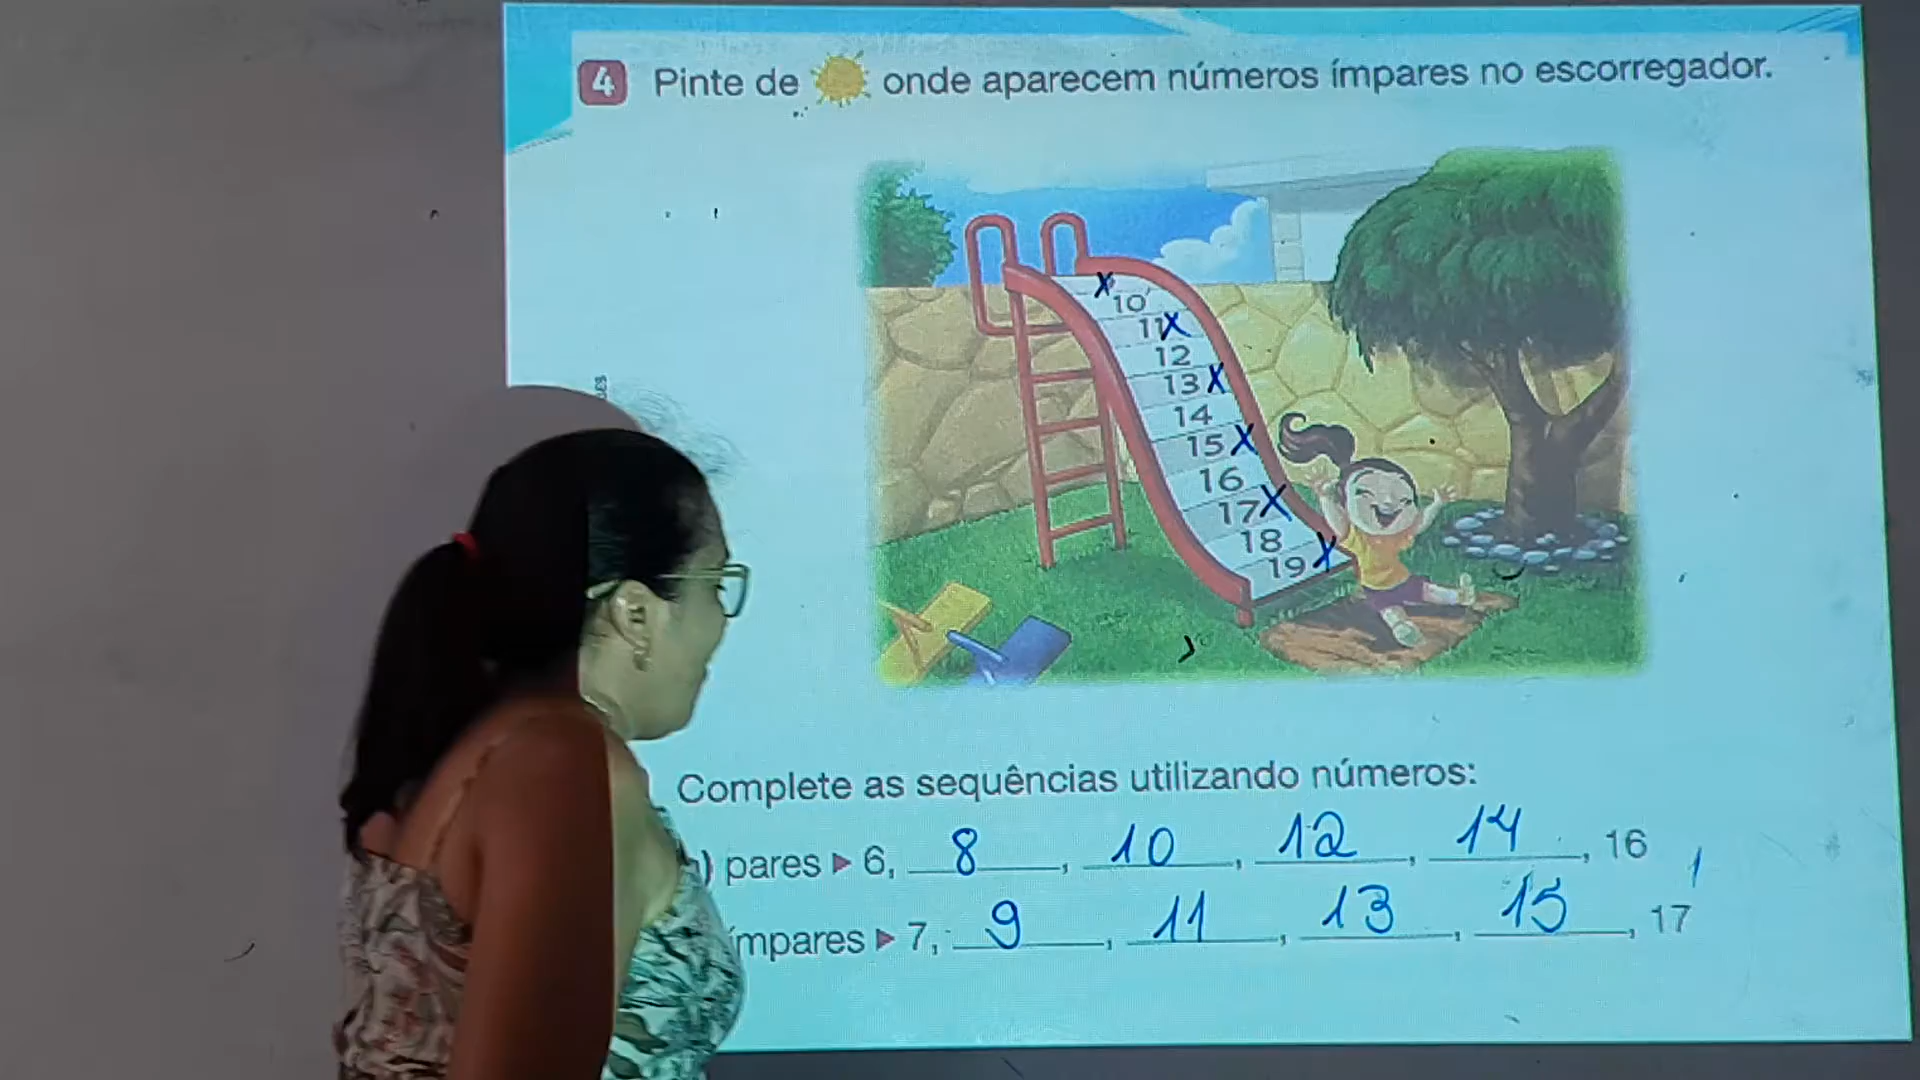 4 Pinte de onde aparecem números ímpares no escorregador.
X
10
11 X
12
13 X
14
15 X
16
17 X
18
19 X
Complete as sequências utilizando números:
) pares ▶ 6, 8, 10, 12, 14, 16
ímpares ▶ 7, 9, 11, 13, 15, 17